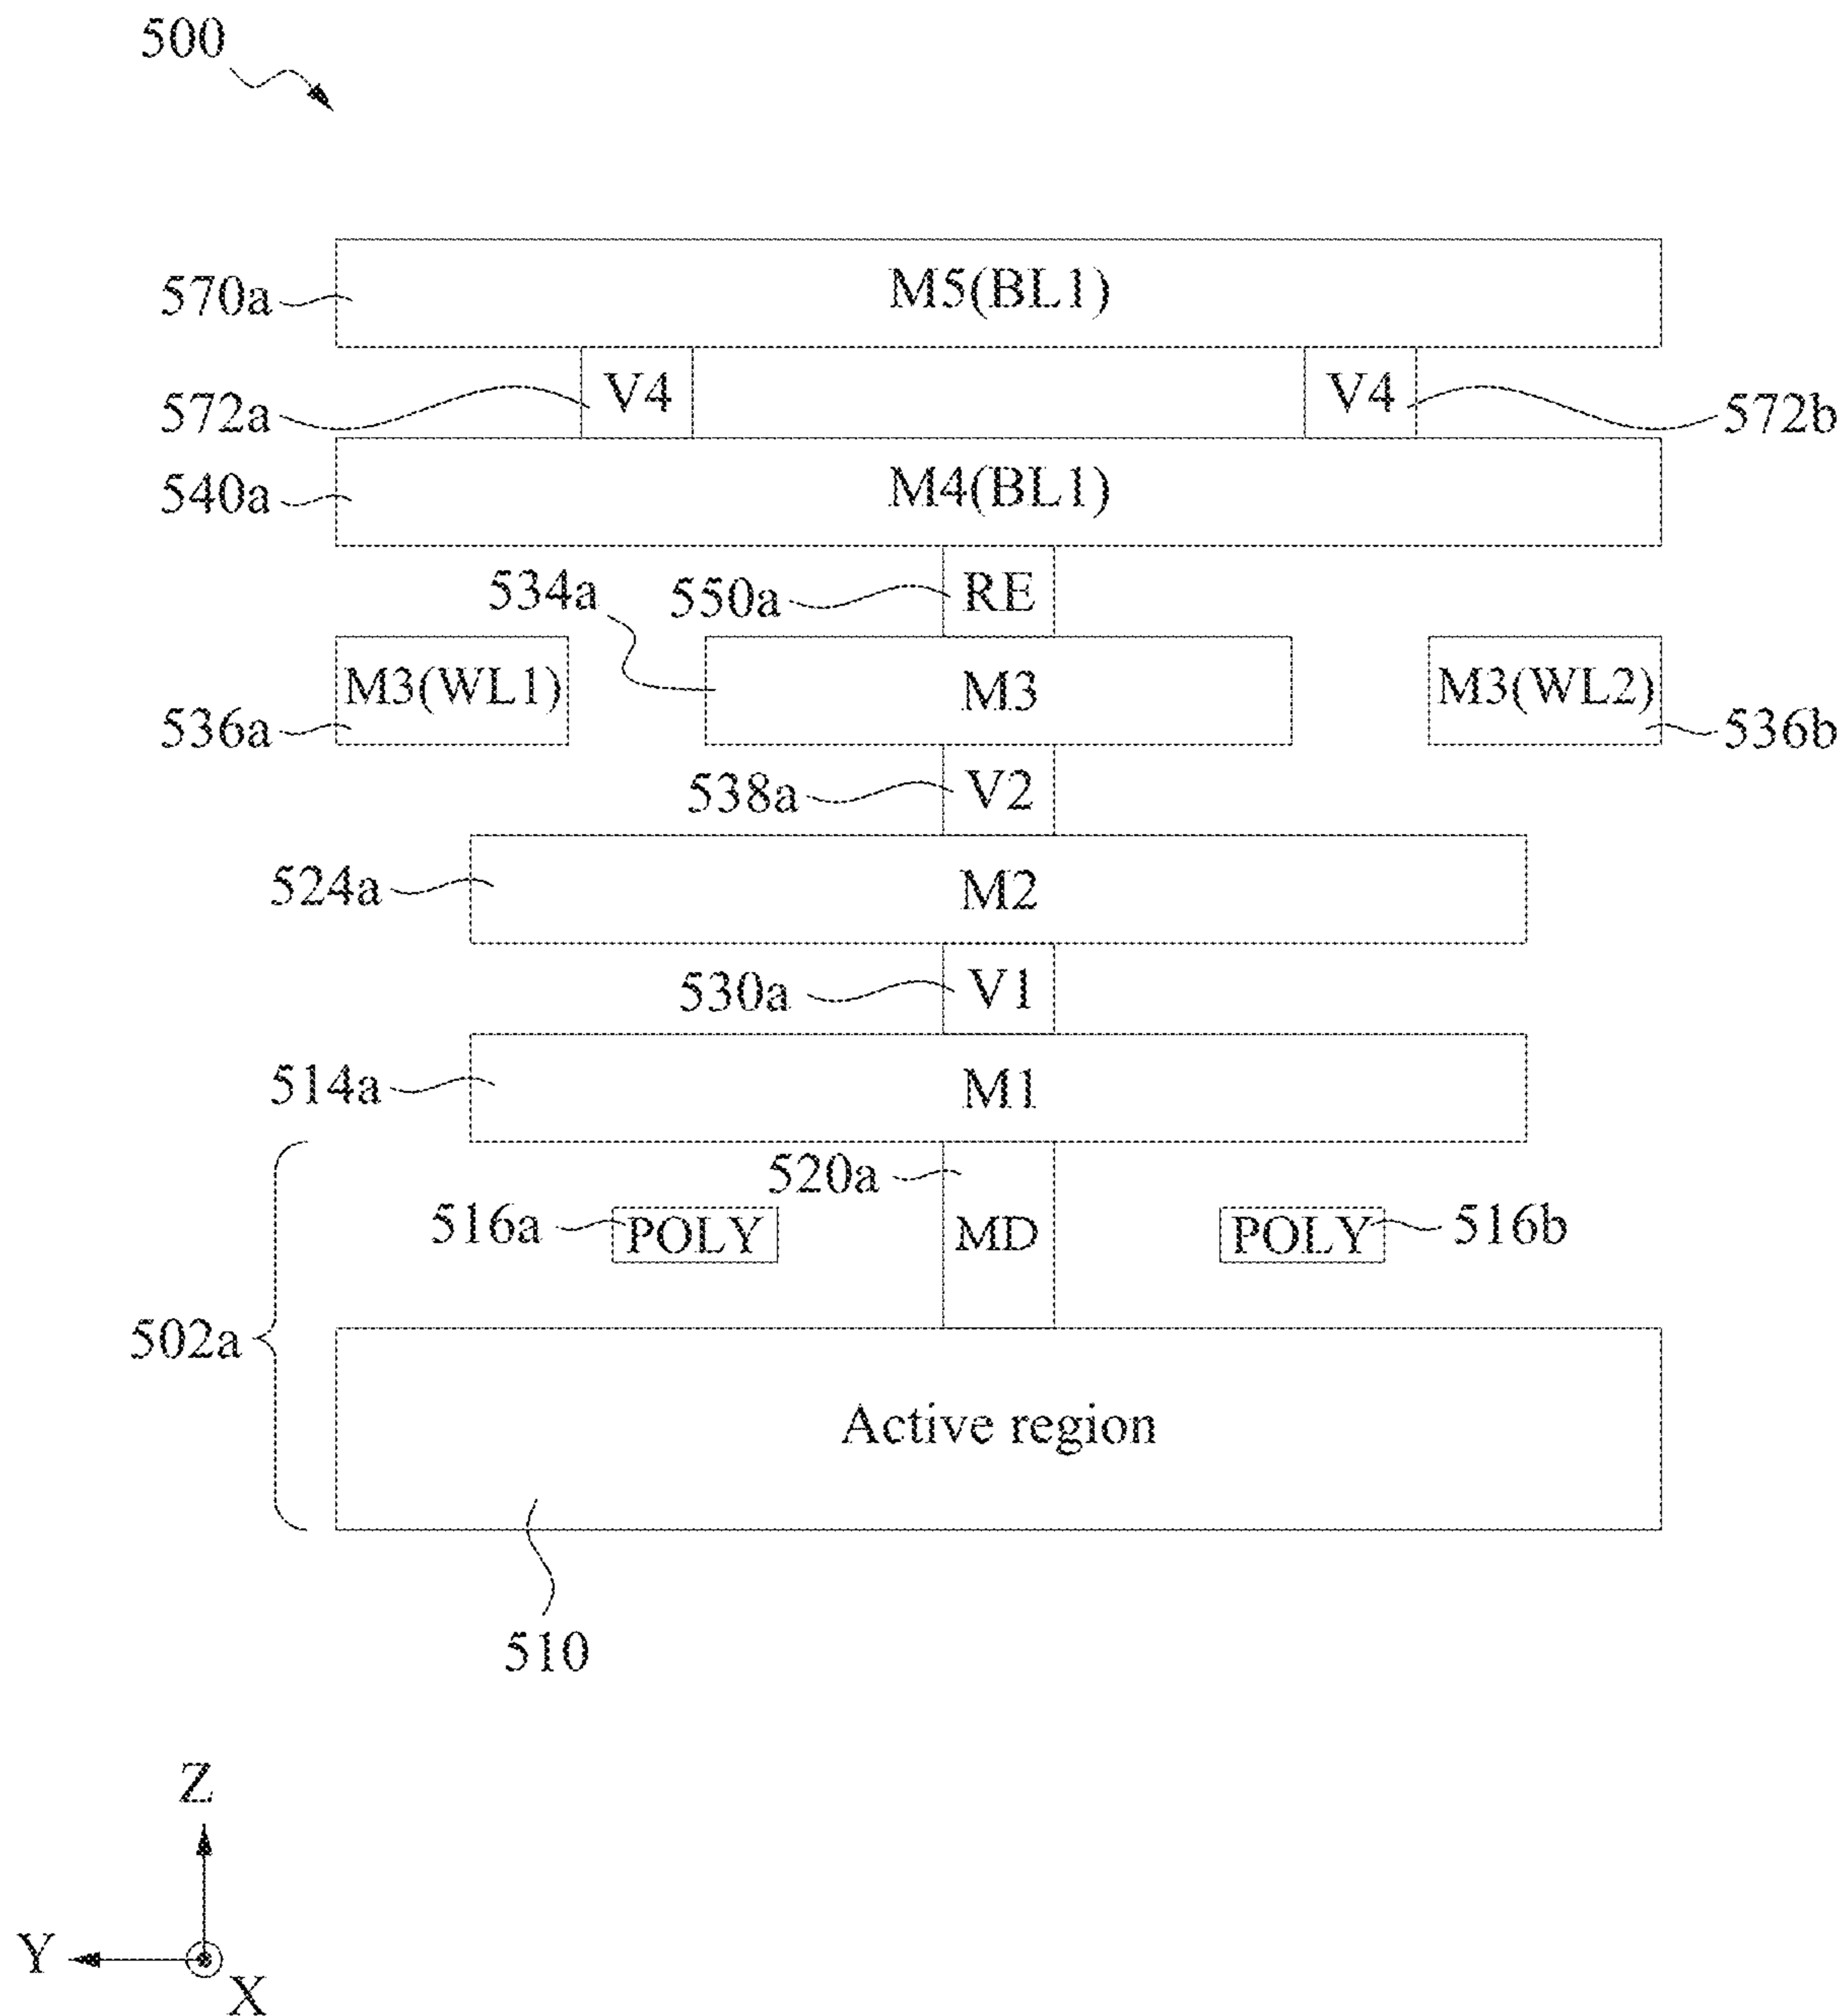 500
570a
M5(BL1)
572a
V4
V4
572b
540a
M4(BL1)
534a
550a
RE
M3(WL1)
M3
M3(WL2)
536a
536b
538a
V2
524a
M2
530a
V1
514a
M1
520a
516a
POLY
MD
POLY
516b
502a
Active region
510
Z
Y
X